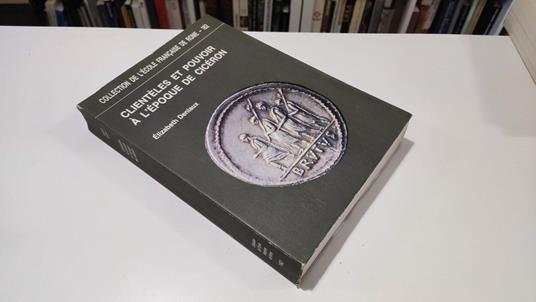 COLLECTION DE L'ÉCOLE FRANÇAISE DE ROME - 182
CLIENTÈLES ET POUVOIR
À L'ÉPOQUE DE CICÉRON
Élizabeth Deniaux
BRVTVS